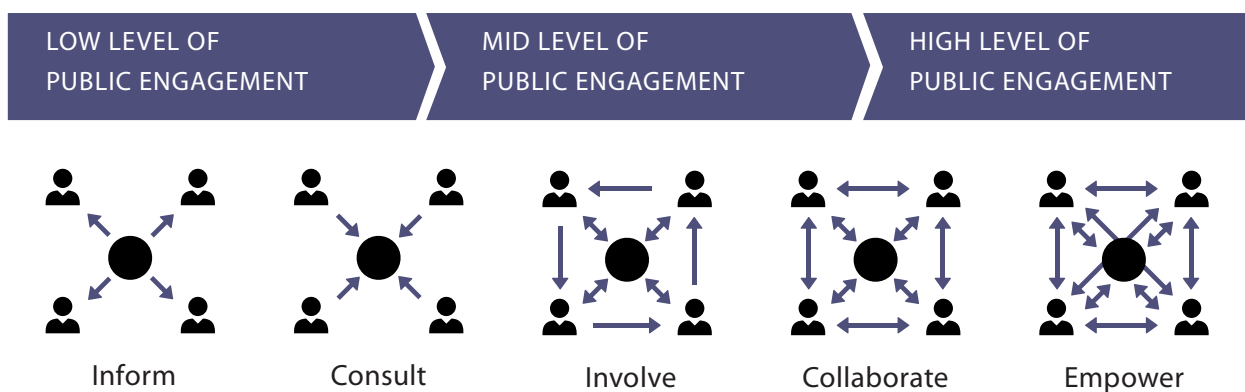 LOW LEVEL OF
PUBLIC ENGAGEMENT
MID LEVEL OF
PUBLIC ENGAGEMENT
HIGH LEVEL OF
PUBLIC ENGAGEMENT
Inform
Consult
Involve
Collaborate
Empower